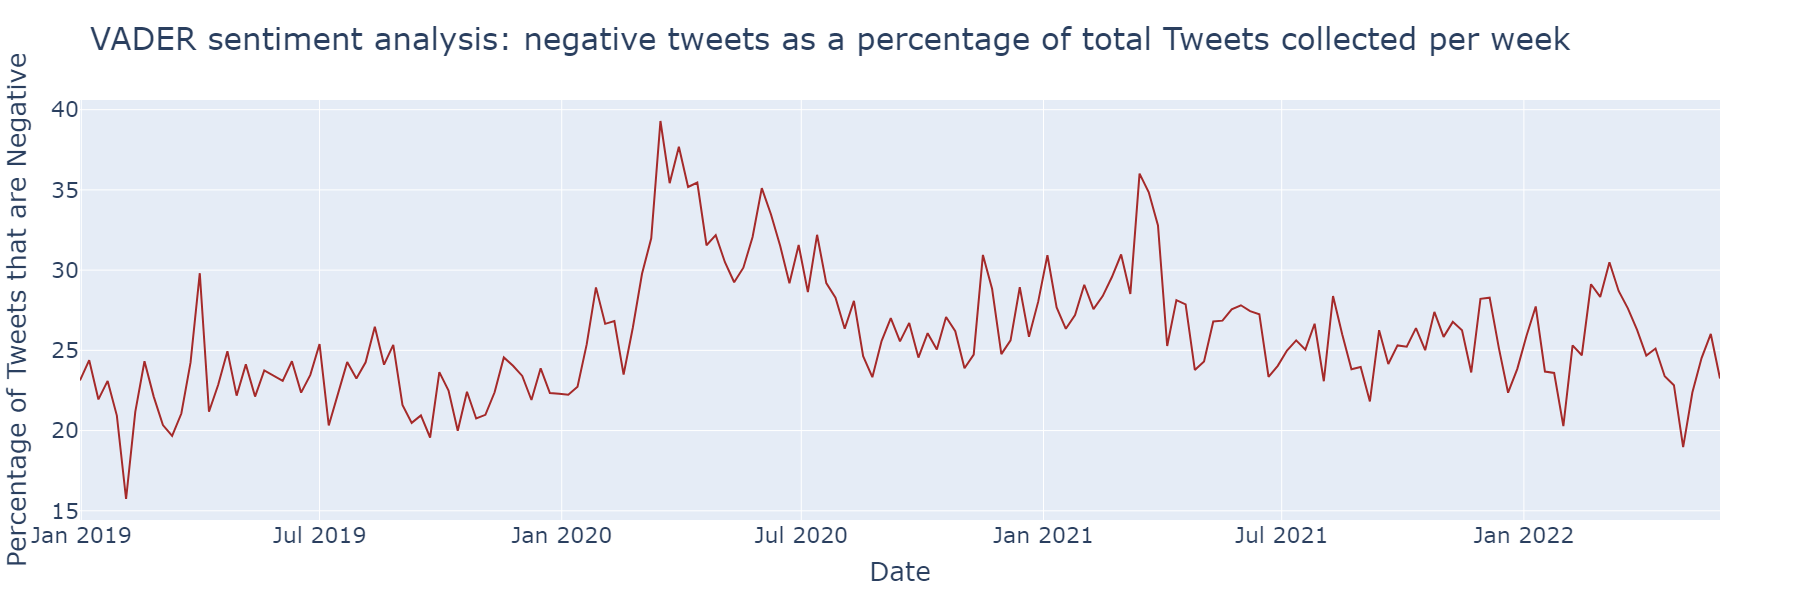 VADER sentiment analysis: negative tweets as a percentage of total Tweets collected per week
Percentage of Tweets that are Negative
40
35
30
25
20
15
Jan 2019
Jul 2019
Jan 2020
Jul 2020
Jan 2021
Jul 2021
Jan 2022
Date